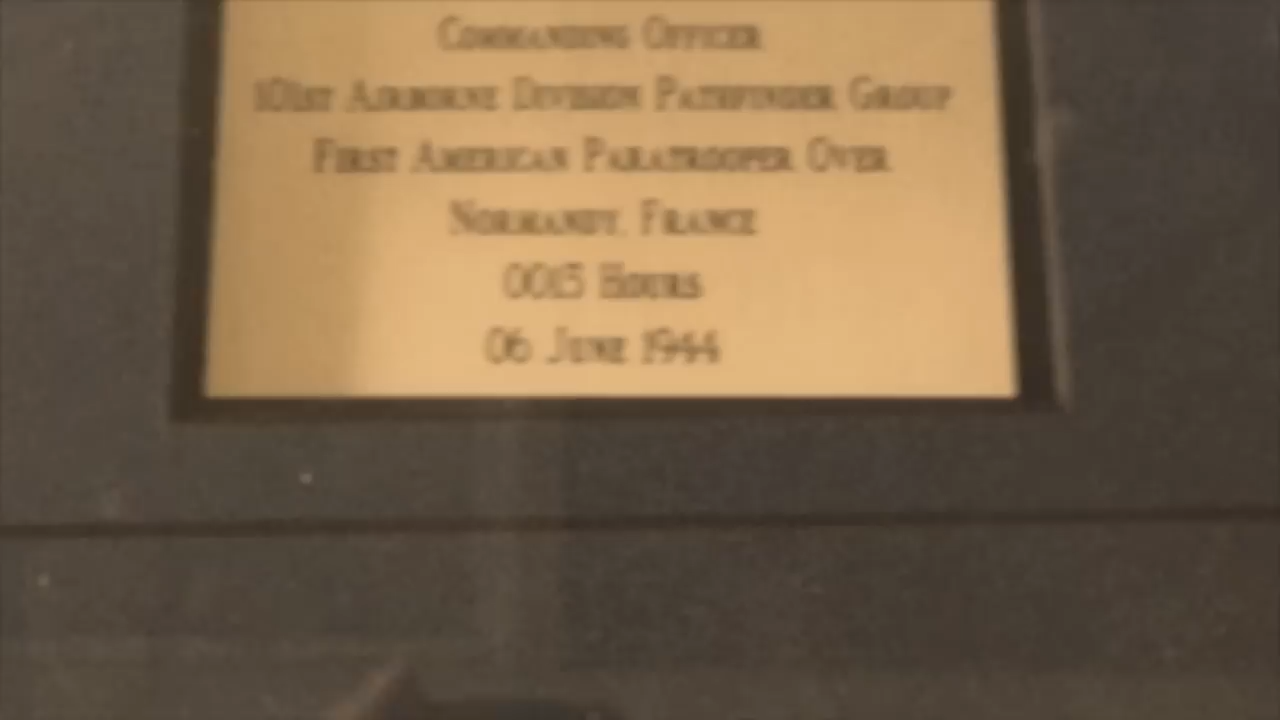 Commanding Officer
101st Airborne Division Pathfinder Group
First American Paratrooper Over
Normandy, France
0015 Hours
06 June 1944